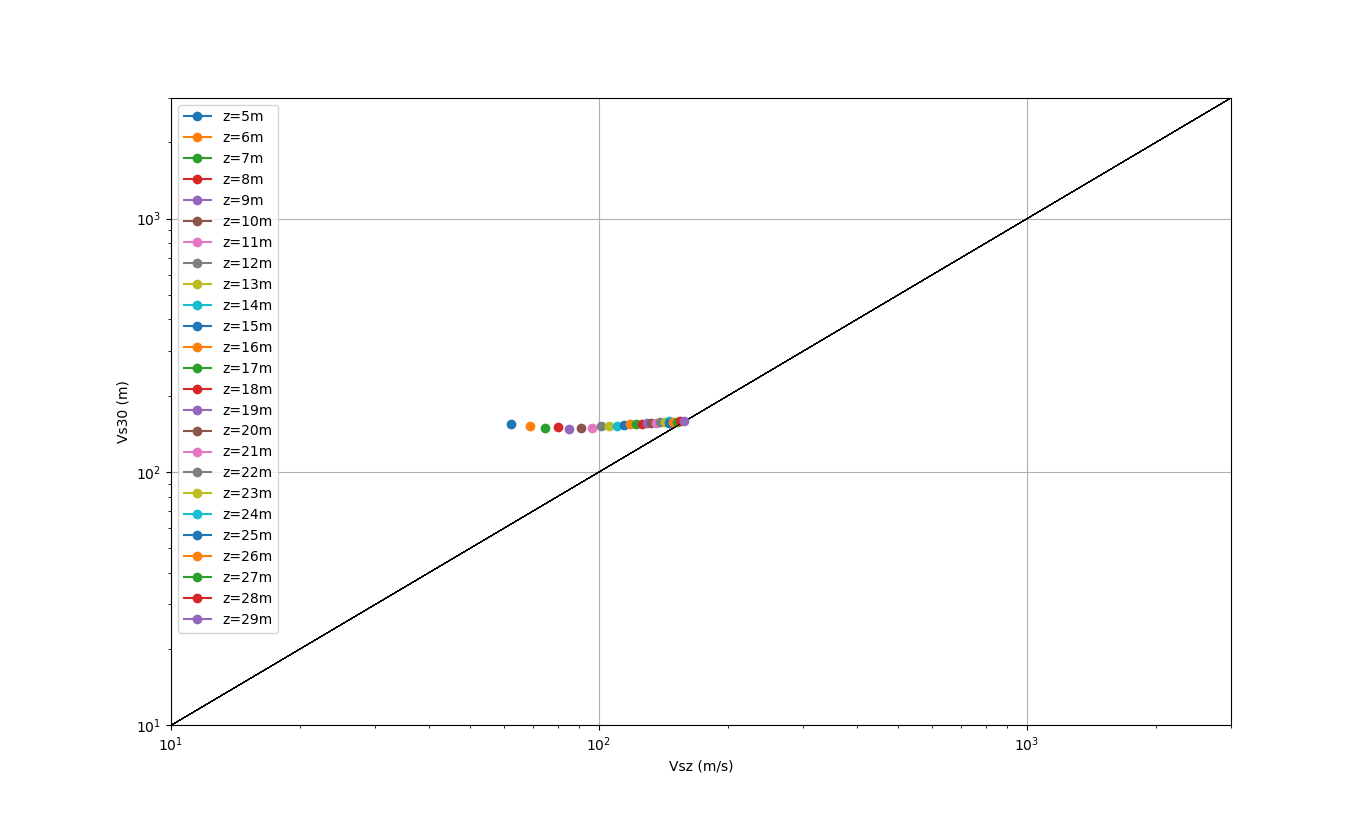 z=5m
z=6m
z=7m
z=8m
z=9m
z=10m
z=11m
z=12m
z=13m
z=14m
z=15m
z=16m
z=17m
z=18m
z=19m
z=20m
z=21m
z=22m
z=23m
z=24m
z=25m
z=26m
z=27m
z=28m
z=29m
10³
10²
10¹
Vs30 (m)
10¹ 10² 10³
Vsz (m/s)